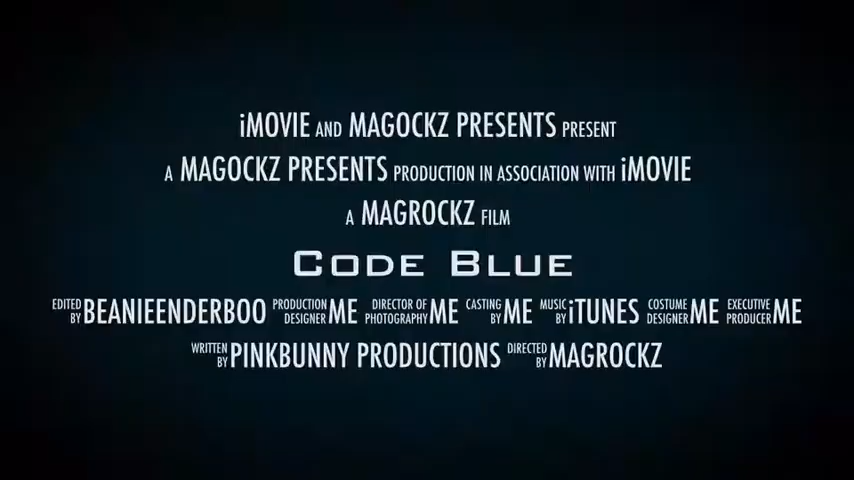 iMOVIE AND MAGOCKZ PRESENTS PRESENT
A MAGOCKZ PRESENTS PRODUCTION IN ASSOCIATION WITH iMOVIE
A MAGROCKZ FILM
CODE BLUE
EDITED BY BEANIEENDERBOO PRODUCTION DESIGNER ME DIRECTOR OF PHOTOGRAPHY ME CASTING BY ME MUSIC BY iTUNES COSTUME DESIGNER ME EXECUTIVE PRODUCER ME
WRITTEN BY PINKBUNNY PRODUCTIONS DIRECTED BY MAGROCKZ